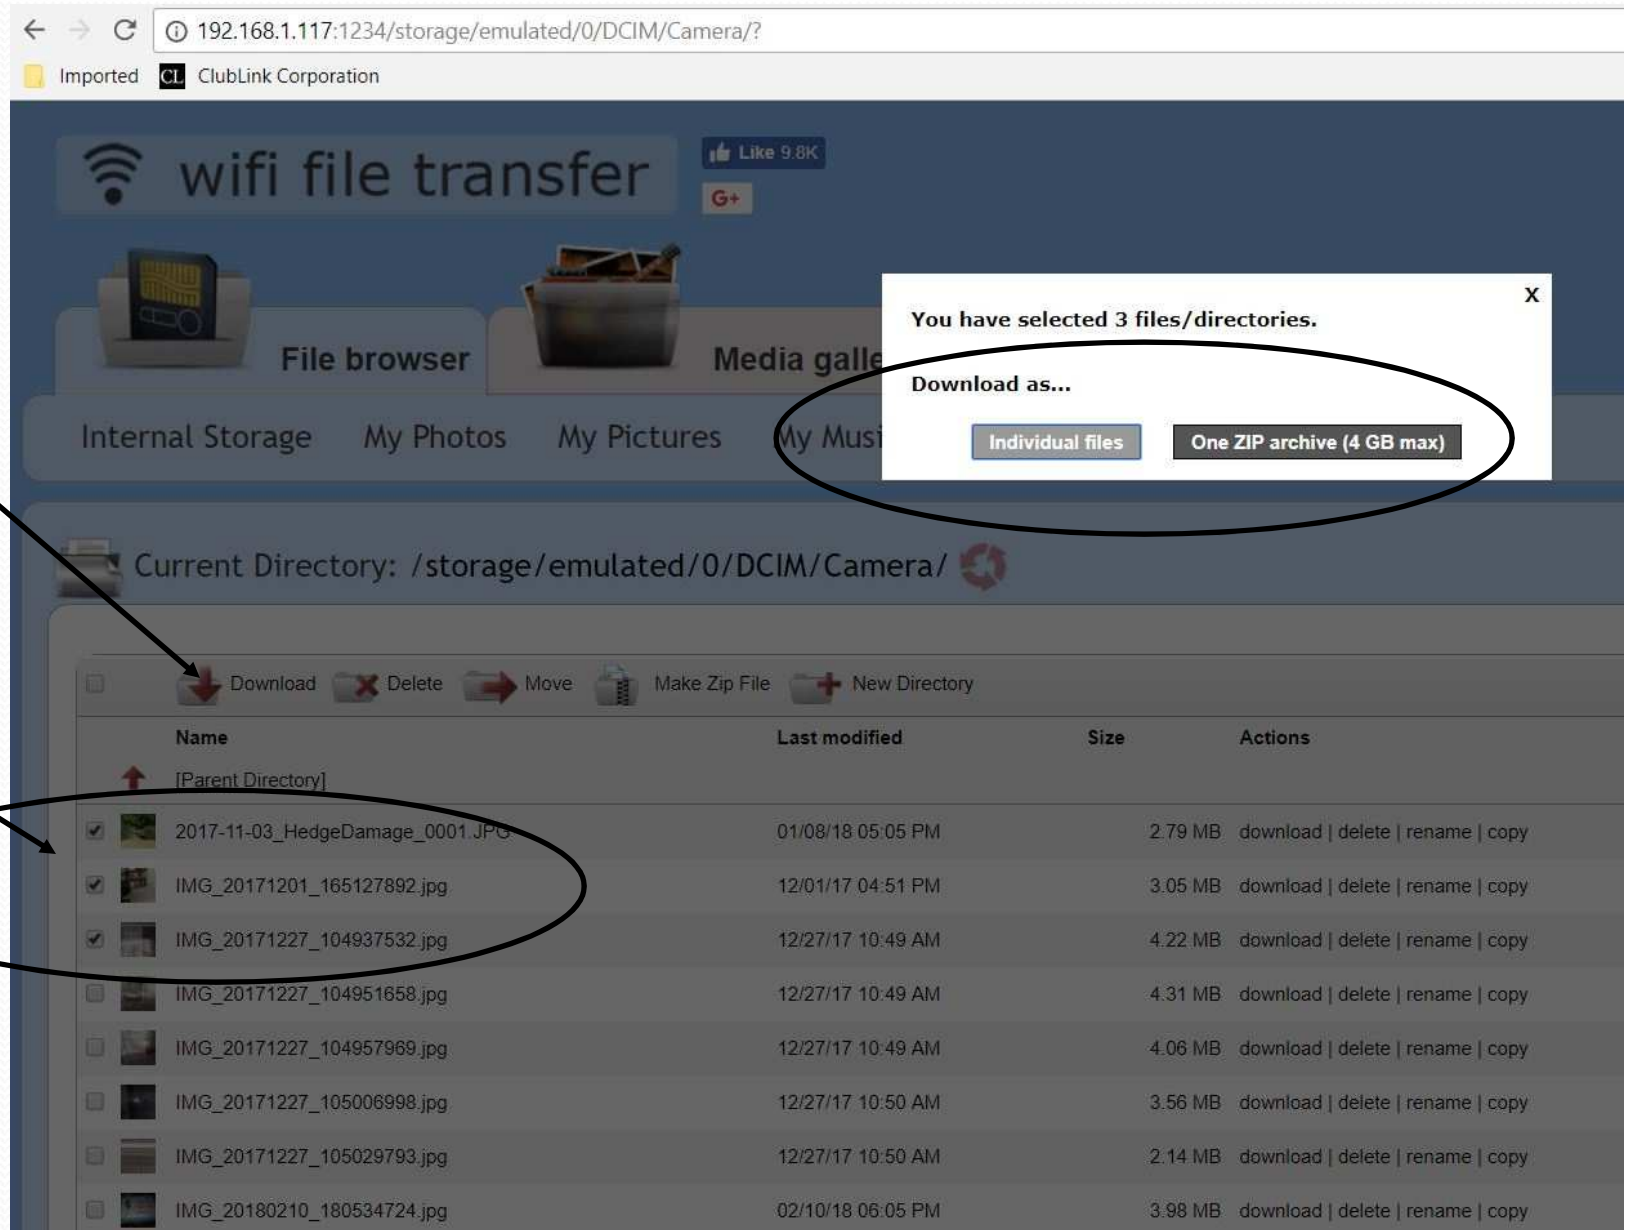 192.168.1.117:1234/storage/emulated/0/DCIM/Camera/?
Imported CL ClubLink Corporation
wifi file transfer
Like 9.8K
G+
File browser
Media galle
You have selected 3 files/directories. X
Download as...
Individual files One ZIP archive (4 GB max)
Internal Storage My Photos My Pictures My Musi
Current Directory: /storage/emulated/0/DCIM/Camera/
Download Delete Move Make Zip File New Directory
Name Last modified Size Actions
[Parent Directory]
2017-11-03_HedgeDamage_0001.JPG 01/08/18 05:05 PM 2.79 MB download | delete | rename | copy
IMG_20171201_165127892.jpg 12/01/17 04:51 PM 3.05 MB download | delete | rename | copy
IMG_20171227_104937532.jpg 12/27/17 10:49 AM 4.22 MB download | delete | rename | copy
IMG_20171227_104951658.jpg 12/27/17 10:49 AM 4.31 MB download | delete | rename | copy
IMG_20171227_104957969.jpg 12/27/17 10:49 AM 4.06 MB download | delete | rename | copy
IMG_20171227_105006998.jpg 12/27/17 10:50 AM 3.56 MB download | delete | rename | copy
IMG_20171227_105029793.jpg 12/27/17 10:50 AM 2.14 MB download | delete | rename | copy
IMG_20180210_180534724.jpg 02/10/18 06:05 PM 3.98 MB download | delete | rename | copy